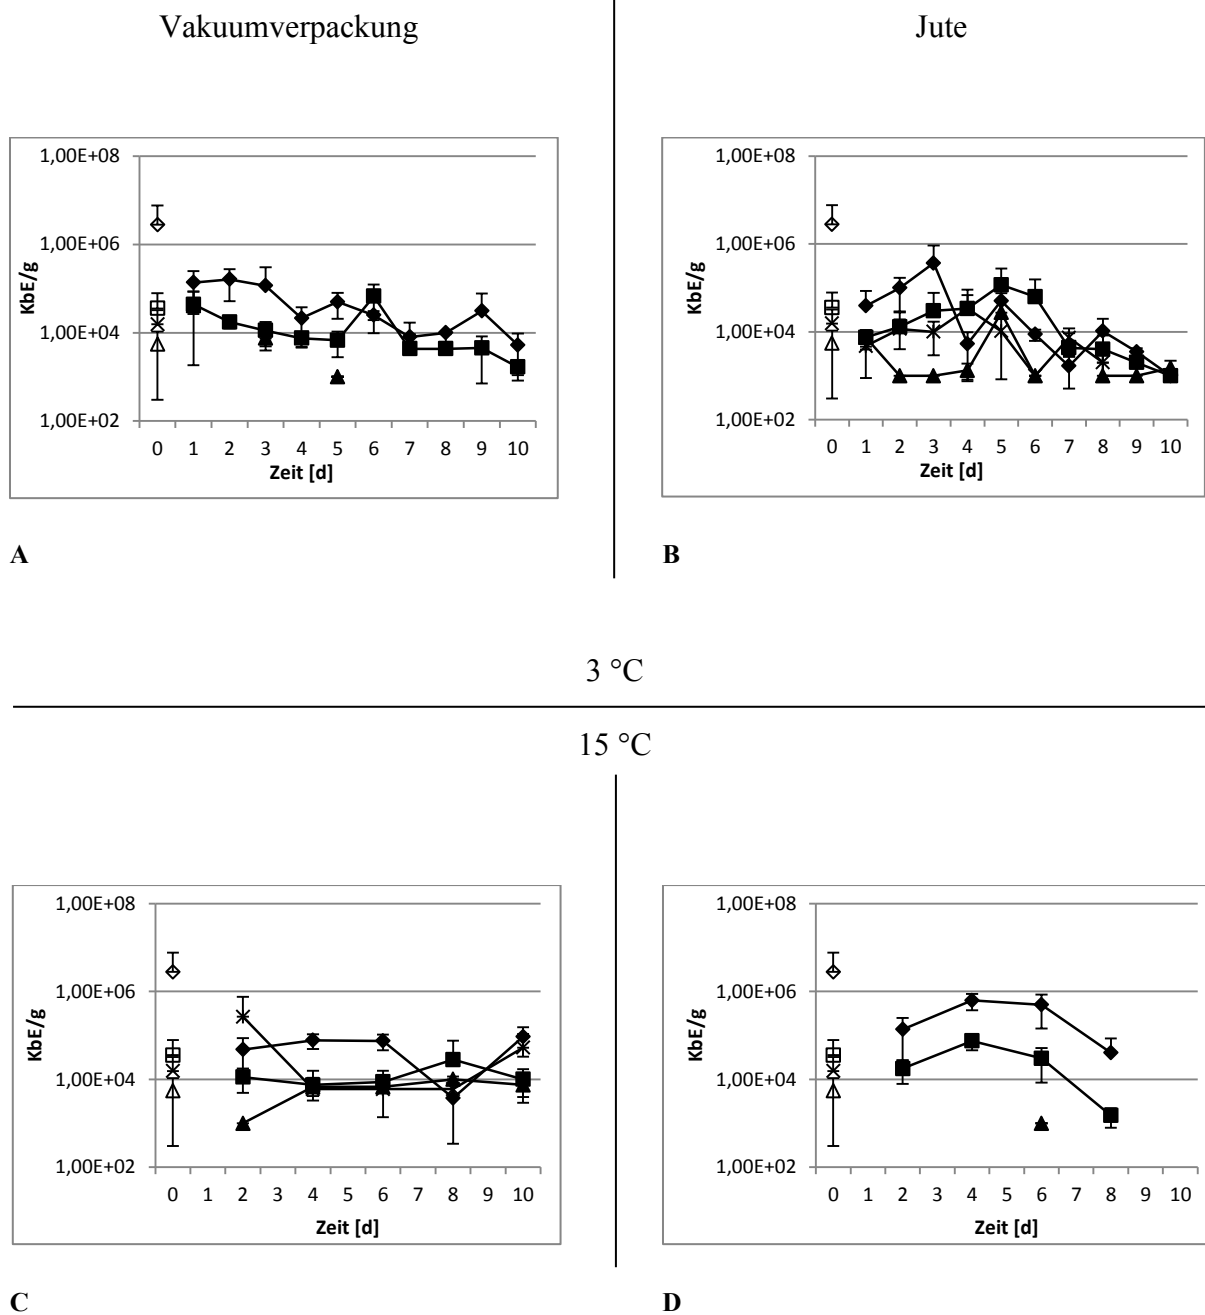 Vakuumverpackung
Jute
1,00E+08
1,00E+06
1,00E+04
1,00E+02
KbE/g
0 1 2 3 4 5 6 7 8 9 10
Zeit [d]
A
1,00E+08
1,00E+06
1,00E+04
1,00E+02
KbE/g
0 1 2 3 4 5 6 7 8 9 10
Zeit [d]
B
3 °C
15 °C
1,00E+08
1,00E+06
1,00E+04
1,00E+02
KbE/g
0 1 2 3 4 5 6 7 8 9 10
Zeit [d]
C
1,00E+08
1,00E+06
1,00E+04
1,00E+02
KbE/g
0 1 2 3 4 5 6 7 8 9 10
Zeit [d]
D